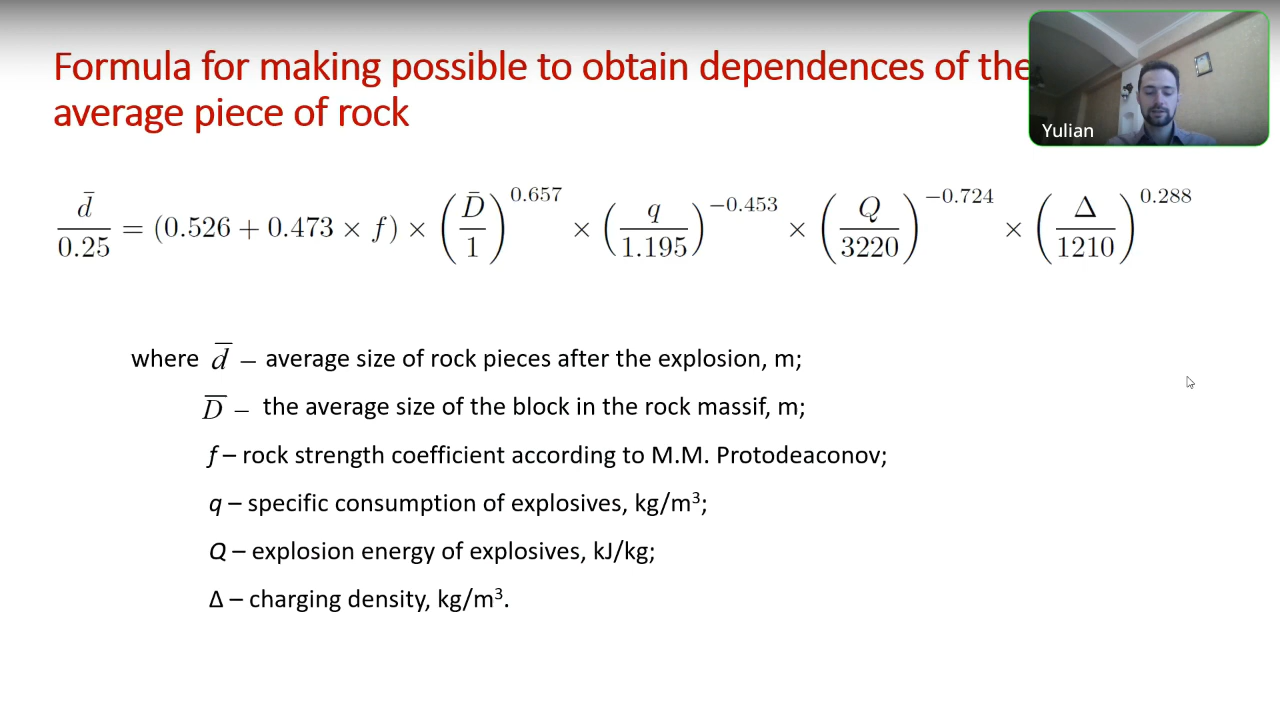 Formula for making possible to obtain dependences of the
average piece of rock
Yulian
d̄/0.25 = (0.526 + 0.473 × f) × (D̄/1)^0.657 × (q/1.195)^−0.453 × (Q/3220)^−0.724 × (Δ/1210)^0.288
where d̄ – average size of rock pieces after the explosion, m;
D̄ – the average size of the block in the rock massif, m;
f – rock strength coefficient according to M.M. Protodeaconov;
q – specific consumption of explosives, kg/m³;
Q – explosion energy of explosives, kJ/kg;
Δ – charging density, kg/m³.